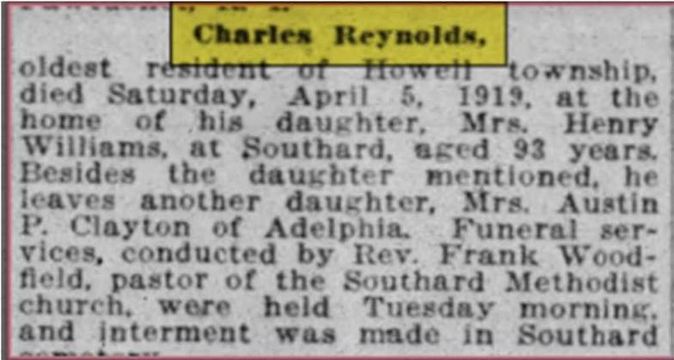 Charles Reynolds,
oldest resident of Howell township,
died Saturday, April 5, 1919, at the
home of his daughter, Mrs. Henry
Williams, at Southard, aged 93 years.
Besides the daughter mentioned, he
leaves another daughter, Mrs. Austin
P. Clayton of Adelphia. Funeral ser-
vices, conducted by Rev. Frank Wood-
field, pastor of the Southard Methodist
church, were held Tuesday morning,
and interment was made in Southard